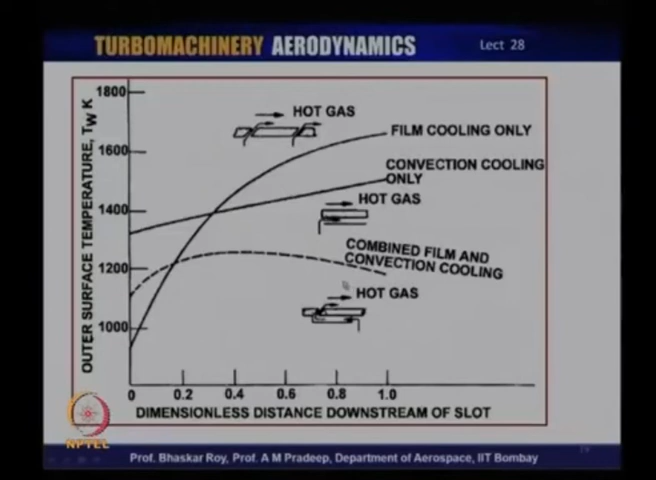 TURBOMACHINERY AERODYNAMICS
Lect 28
OUTER SURFACE TEMPERATURE, Tw K
1800
1600
1400
1200
1000
HOT GAS
FILM COOLING ONLY
CONVECTION COOLING
ONLY
HOT GAS
COMBINED FILM AND
CONVECTION COOLING
HOT GAS
0 0.2 0.4 0.6 0.8 1.0
DIMENSIONLESS DISTANCE DOWNSTREAM OF SLOT
NPTEL
Prof. Bhaskar Roy, Prof. A M Pradeep, Department of Aerospace, IIT Bombay